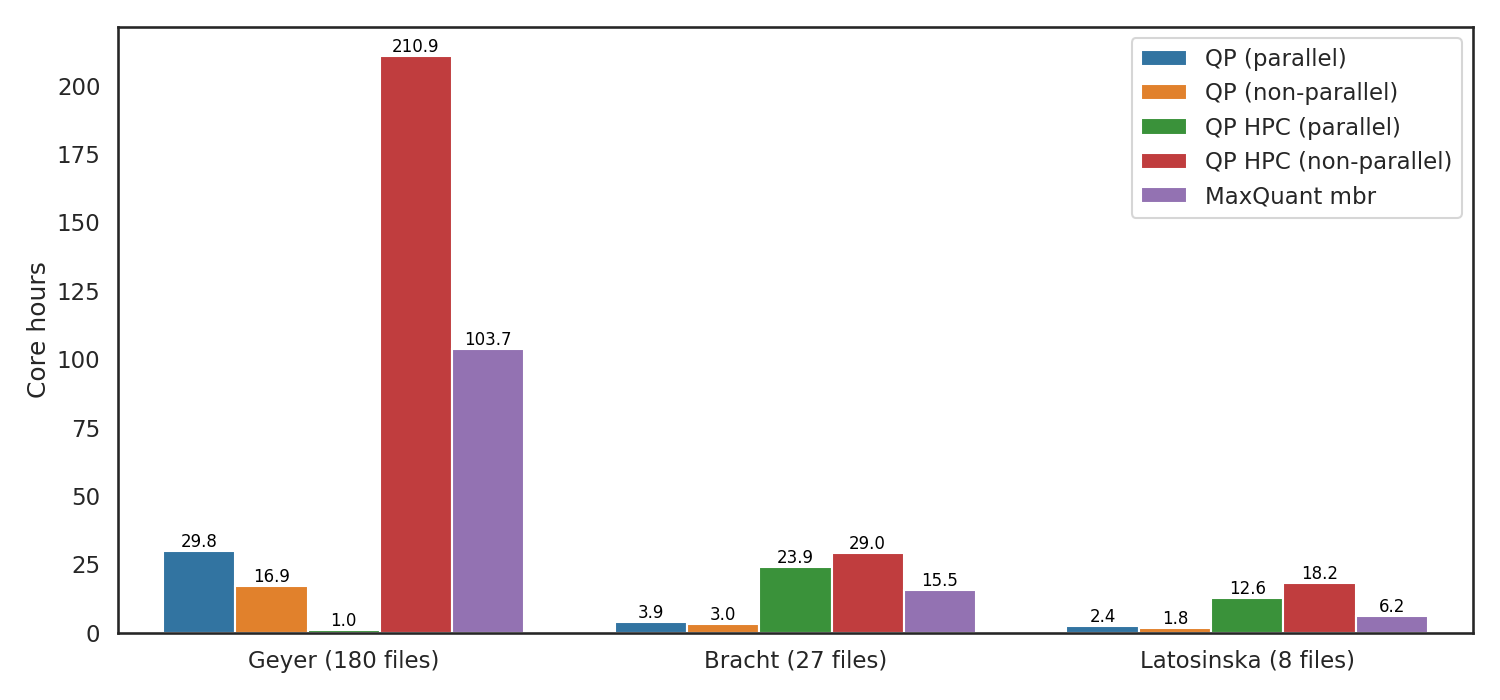 210.9
200
QP (parallel)
QP (non-parallel)
QP HPC (parallel)
QP HPC (non-parallel)
MaxQuant mbr
175
150
125
Core hours
103.7
100
75
50
29.8
16.9
1.0
3.9
3.0
23.9
29.0
15.5
2.4
1.8
12.6
18.2
6.2
25
0
Geyer (180 files)
Bracht (27 files)
Latosinska (8 files)